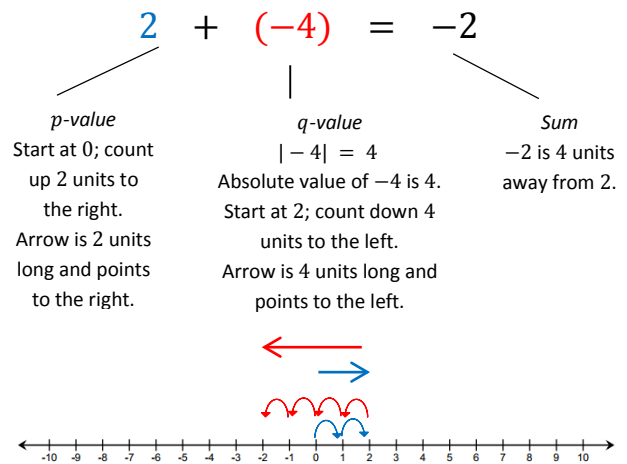 2 + (−4) = −2
p-value
Start at 0; count
up 2 units to
the right.
Arrow is 2 units
long and points
to the right.
q-value
|−4| = 4
Absolute value of −4 is 4.
Start at 2; count down 4
units to the left.
Arrow is 4 units long and
points to the left.
Sum
−2 is 4 units
away from 2.
-10 -9 -8 -7 -6 -5 -4 -3 -2 -1 0 1 2 3 4 5 6 7 8 9 10